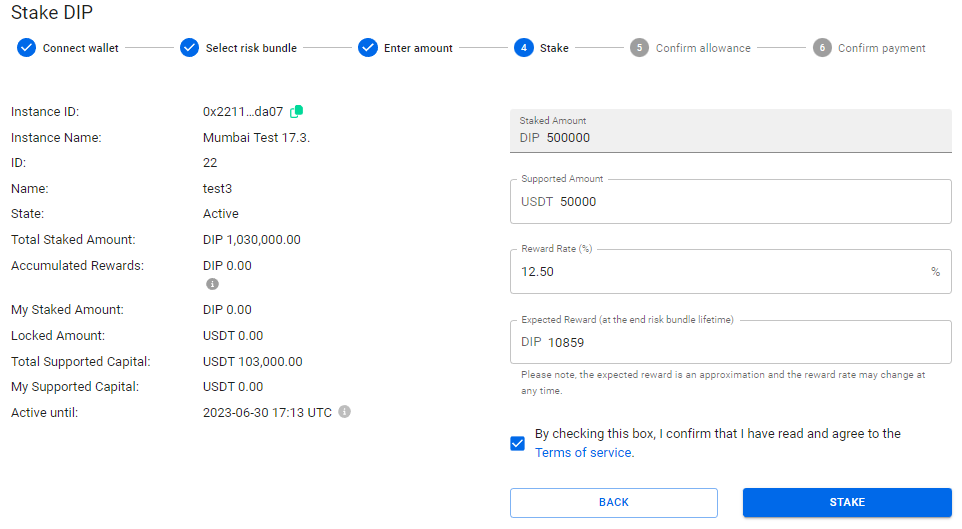 Stake DIP
Connect wallet
Select risk bundle
Enter amount
4 Stake
5 Confirm allowance
6 Confirm payment
Instance ID: 0x2211...da07
Instance Name: Mumbai Test 17.3.
ID: 22
Name: test3
State: Active
Total Staked Amount: DIP 1,030,000.00
Accumulated Rewards: DIP 0.00
i
My Staked Amount: DIP 0.00
Locked Amount: USDT 0.00
Total Supported Capital: USDT 103,000.00
My Supported Capital: USDT 0.00
Active until: 2023-06-30 17:13 UTC i
Staked Amount
DIP 500000
Supported Amount
USDT 50000
Reward Rate (%)
12.50 %
Expected Reward (at the end risk bundle lifetime)
DIP 10859
Please note, the expected reward is an approximation and the reward rate may change at
any time.
By checking this box, I confirm that I have read and agree to the
Terms of service.
BACK
STAKE